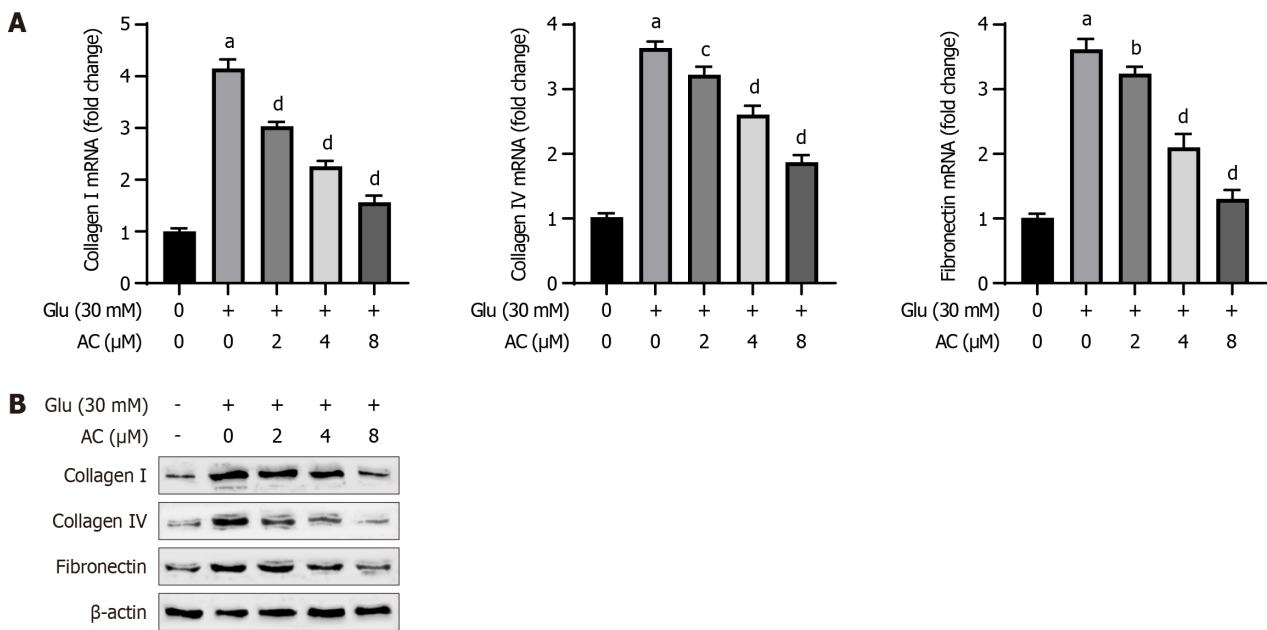 A
Collagen I mRNA (fold change)
5
4
3
2
1
0
a
d
d
d
Glu (30 mM) 0 + + + +
AC (μM) 0 0 2 4 8
Collagen IV mRNA (fold change)
4
3
2
1
0
a
c
d
d
Glu (30 mM) 0 + + + +
AC (μM) 0 0 2 4 8
Fibronectin mRNA (fold change)
4
3
2
1
0
a
b
d
d
Glu (30 mM) 0 + + + +
AC (μM) 0 0 2 4 8
B
Glu (30 mM) - + + + +
AC (μM) - 0 2 4 8
Collagen I
Collagen IV
Fibronectin
β-actin